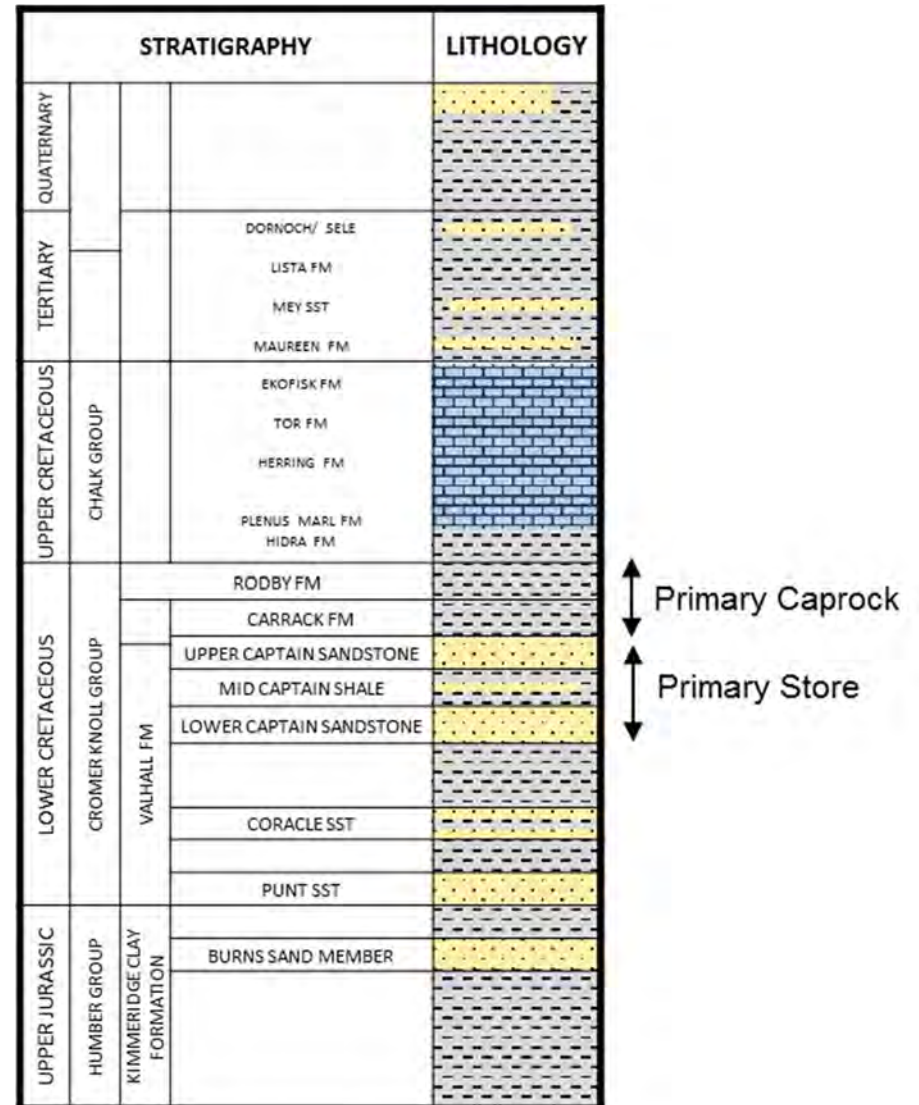 STRATIGRAPHY
LITHOLOGY
QUATERNARY
TERTIARY
DORNOCH/ SELE
LISTA FM
MEY SST
MAUREEN FM
UPPER CRETACEOUS
CHALK GROUP
EKOFISK FM
TOR FM
HERRING FM
PLENUS MARL FM
HIDRA FM
LOWER CRETACEOUS
CROMER KNOLL GROUP
RODBY FM
CARRACK FM
VALHALL FM
UPPER CAPTAIN SANDSTONE
MID CAPTAIN SHALE
LOWER CAPTAIN SANDSTONE
CORACLE SST
PUNT SST
Primary Caprock
Primary Store
UPPER JURASSIC
HUMBER GROUP
KIMMERIDGE CLAY
FORMATION
BURNS SAND MEMBER